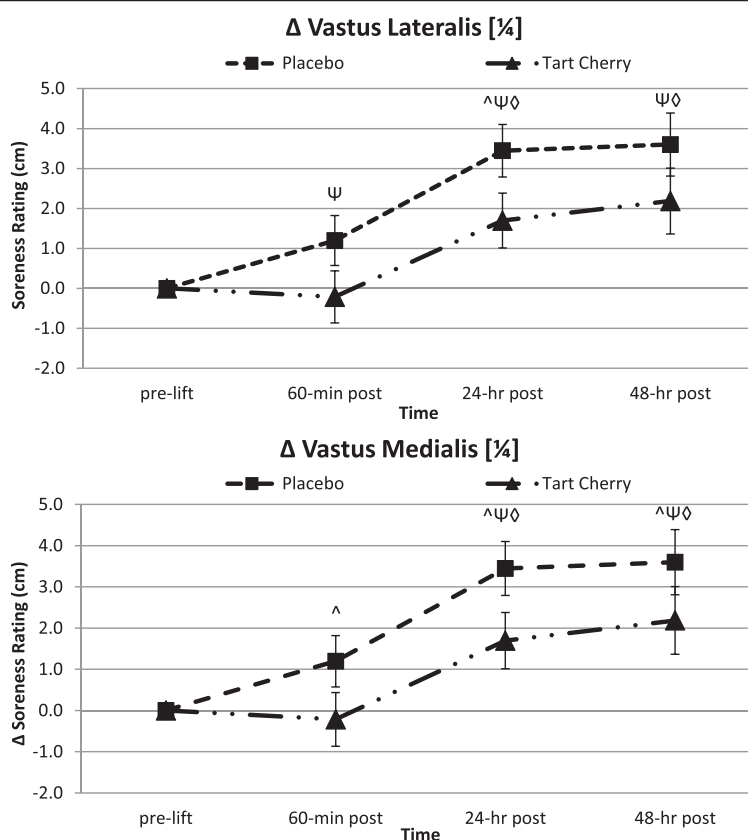 Δ Vastus Lateralis [¼]
Placebo
Tart Cherry
5.0
4.0
3.0
2.0
1.0
0.0
-1.0
-2.0
Soreness Rating (cm)
Ψ
^Ψ◊
Ψ◊
pre-lift 60-min post 24-hr post 48-hr post
Time
Δ Vastus Medialis [¼]
Placebo
Tart Cherry
5.0
4.0
3.0
2.0
1.0
0.0
-1.0
-2.0
Δ Soreness Rating (cm)
^
^Ψ◊
^Ψ◊
pre-lift 60-min post 24-hr post 48-hr post
Time